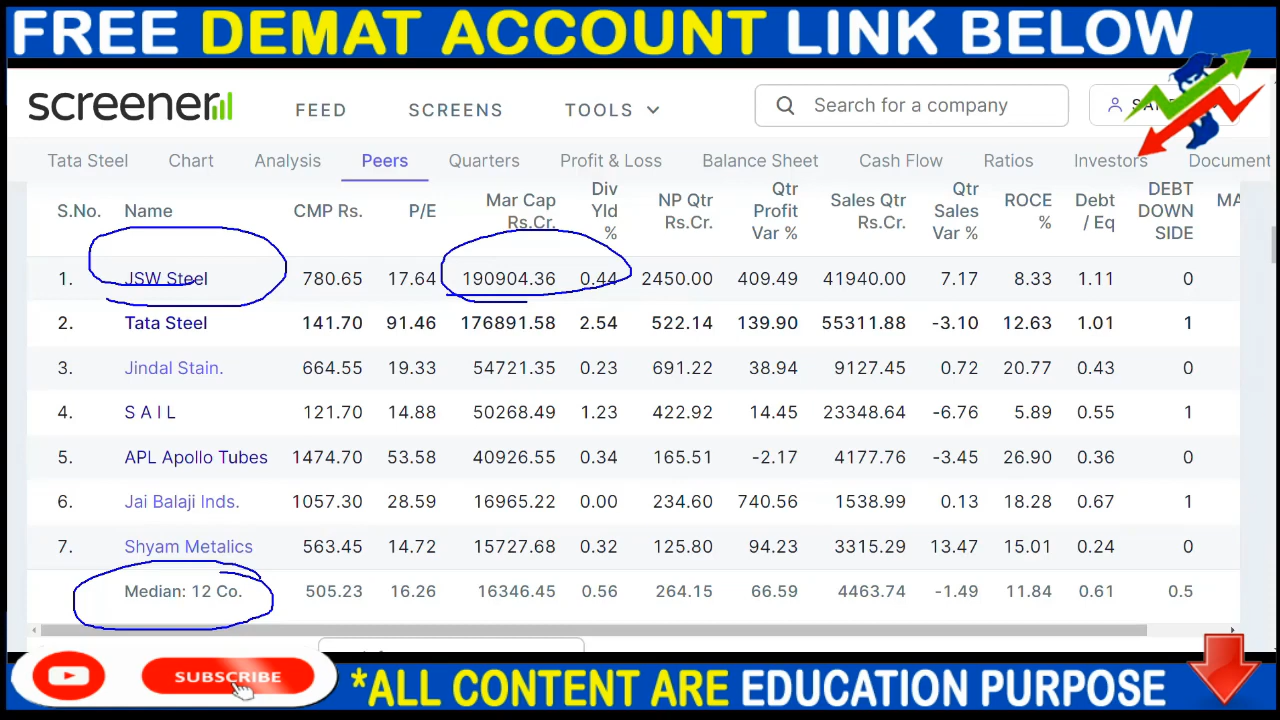 FREE DEMAT ACCOUNT LINK BELOW
screener FEED SCREENS TOOLS Search for a company
Tata Steel Chart Analysis Peers Quarters Profit & Loss Balance Sheet Cash Flow Ratios Investors Document
S.No. Name CMP Rs. P/E Mar Cap Rs.Cr. Div Yld % NP Qtr Rs.Cr. Qtr Profit Var % Sales Qtr Rs.Cr. Qtr Sales Var % ROCE % Debt / Eq DEBT DOWN SIDE MA
1. JSW Steel 780.65 17.64 190904.36 0.44 2450.00 409.49 41940.00 7.17 8.33 1.11 0
2. Tata Steel 141.70 91.46 176891.58 2.54 522.14 139.90 55311.88 -3.10 12.63 1.01 1
3. Jindal Stain. 664.55 19.33 54721.35 0.23 691.22 38.94 9127.45 0.72 20.77 0.43 0
4. S A I L 121.70 14.88 50268.49 1.23 422.92 14.45 23348.64 -6.76 5.89 0.55 1
5. APL Apollo Tubes 1474.70 53.58 40926.55 0.34 165.51 -2.17 4177.76 -3.45 26.90 0.36 0
6. Jai Balaji Inds. 1057.30 28.59 16965.22 0.00 234.60 740.56 1538.99 0.13 18.28 0.67 1
7. Shyam Metalics 563.45 14.72 15727.68 0.32 125.80 94.23 3315.29 13.47 15.01 0.24 0
Median: 12 Co. 505.23 16.26 16346.45 0.56 264.15 66.59 4463.74 -1.49 11.84 0.61 0.5
SUBSCRIBE *ALL CONTENT ARE EDUCATION PURPOSE